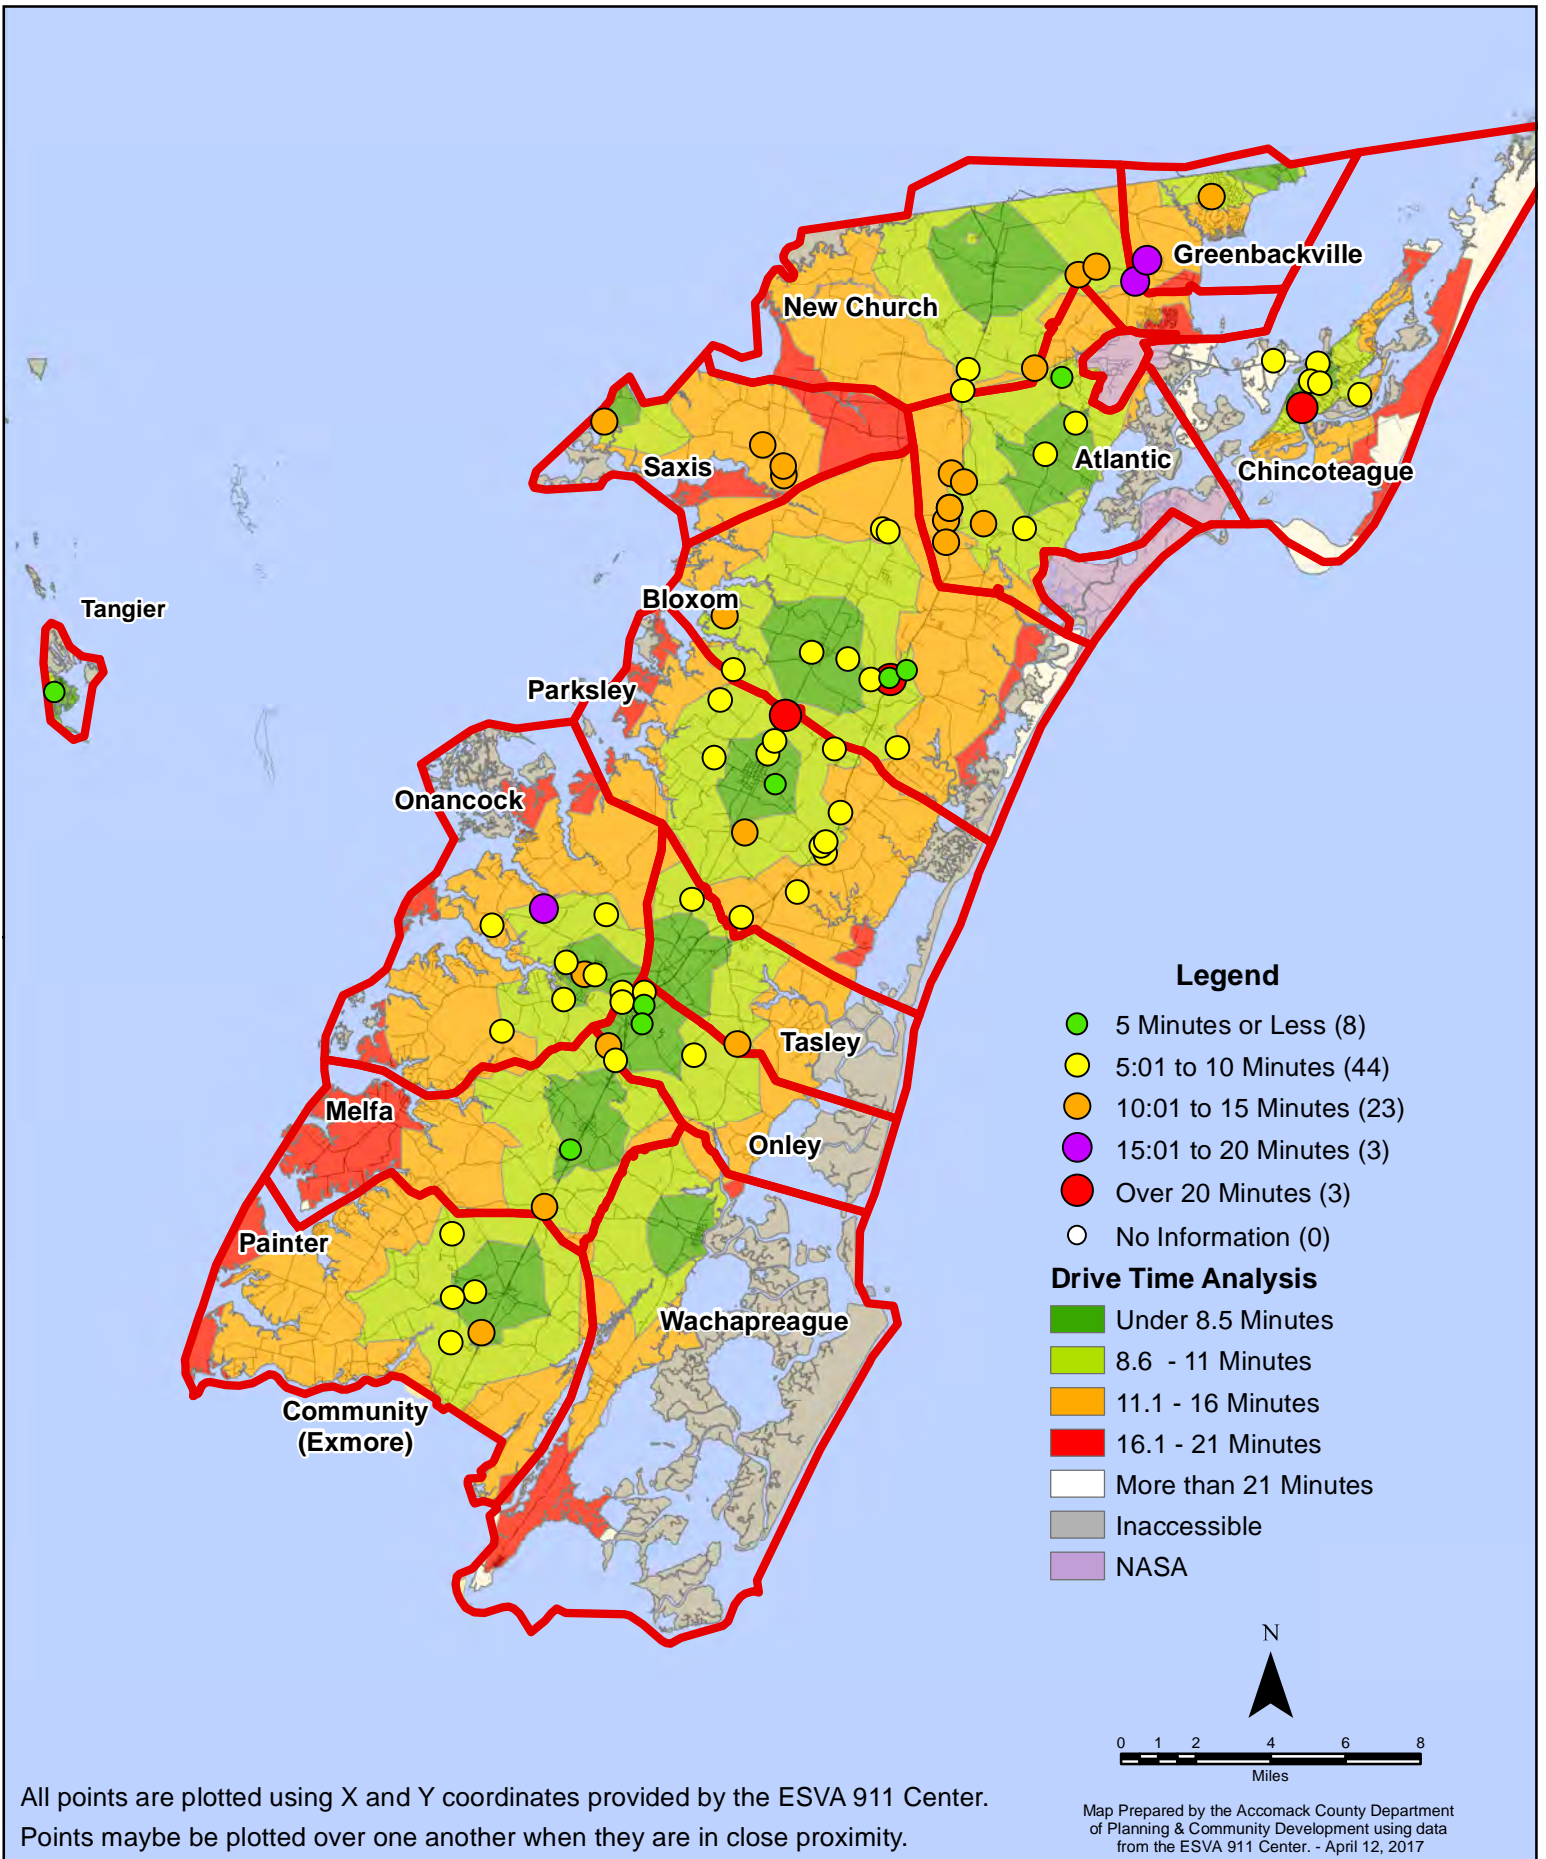 Greenbackville
New Church
Saxis
Atlantic
Chincoteague
Tangier
Bloxom
Parksley
Onancock
Tasley
Melfa
Onley
Painter
Wachapreague
Community
(Exmore)
Legend
5 Minutes or Less (8)
5:01 to 10 Minutes (44)
10:01 to 15 Minutes (23)
15:01 to 20 Minutes (3)
Over 20 Minutes (3)
No Information (0)
Drive Time Analysis
Under 8.5 Minutes
8.6 - 11 Minutes
11.1 - 16 Minutes
16.1 - 21 Minutes
More than 21 Minutes
Inaccessible
NASA
N
0 1 2 4 6 8
Miles
All points are plotted using X and Y coordinates provided by the ESVA 911 Center.
Points maybe be plotted over one another when they are in close proximity.
Map Prepared by the Accomack County Department
of Planning & Community Development using data
from the ESVA 911 Center. - April 12, 2017